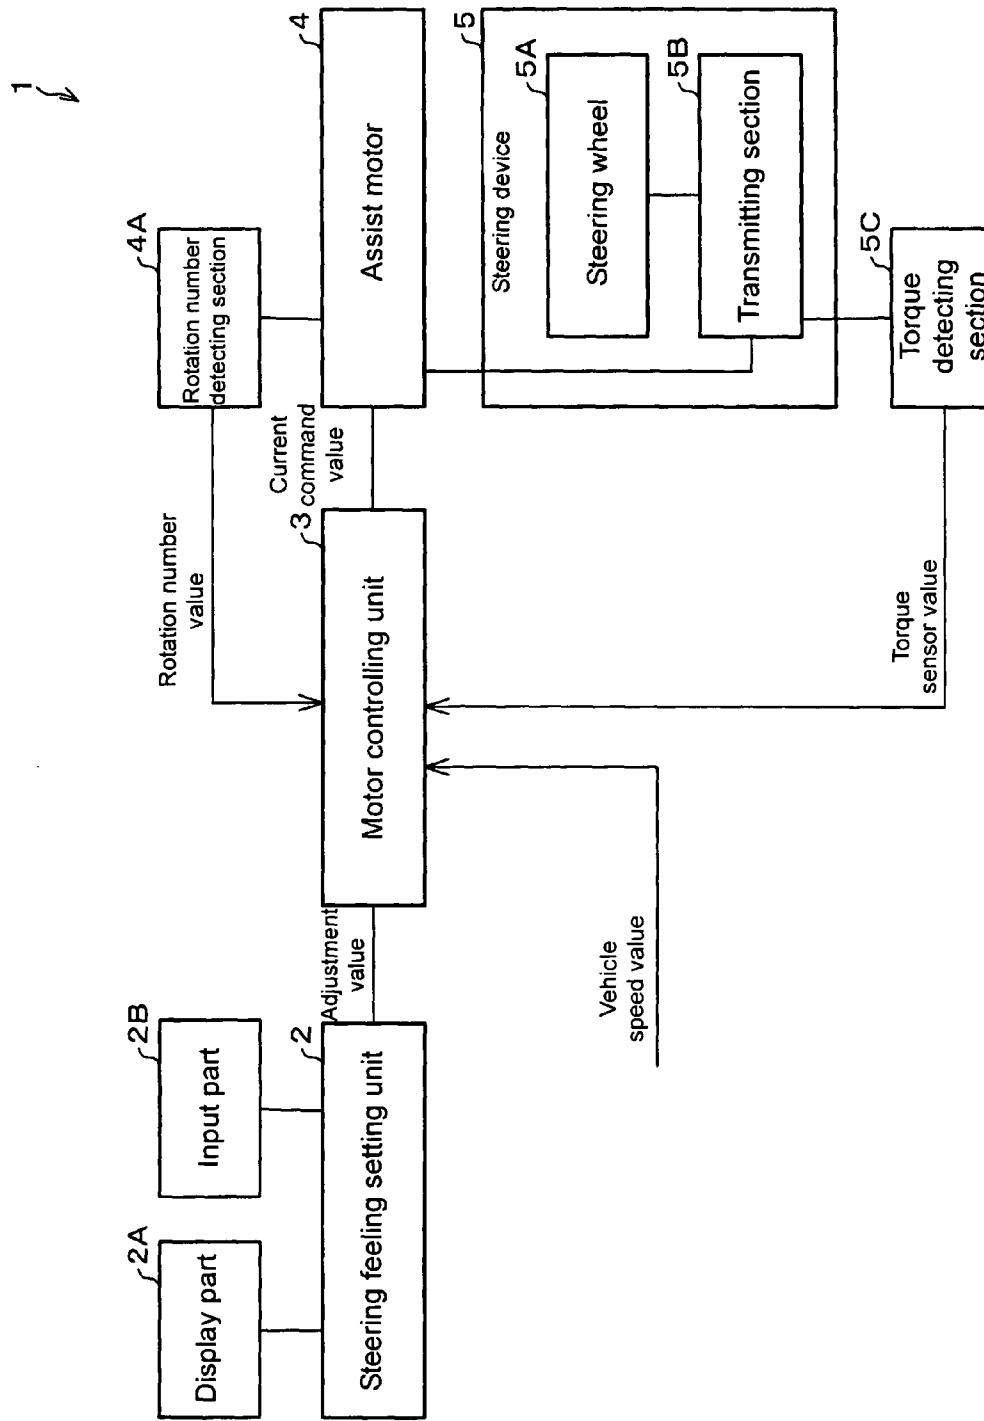 1
2A
Display part
2B
Input part
2
Steering feeling setting unit
Adjustment
value
Rotation number
value
3
Motor controlling unit
Vehicle
speed value
Current
command
value
4A
Rotation number
detecting section
4
Assist motor
5
Steering device
5A
Steering wheel
5B
Transmitting section
5C
Torque
detecting
section
Torque
sensor value